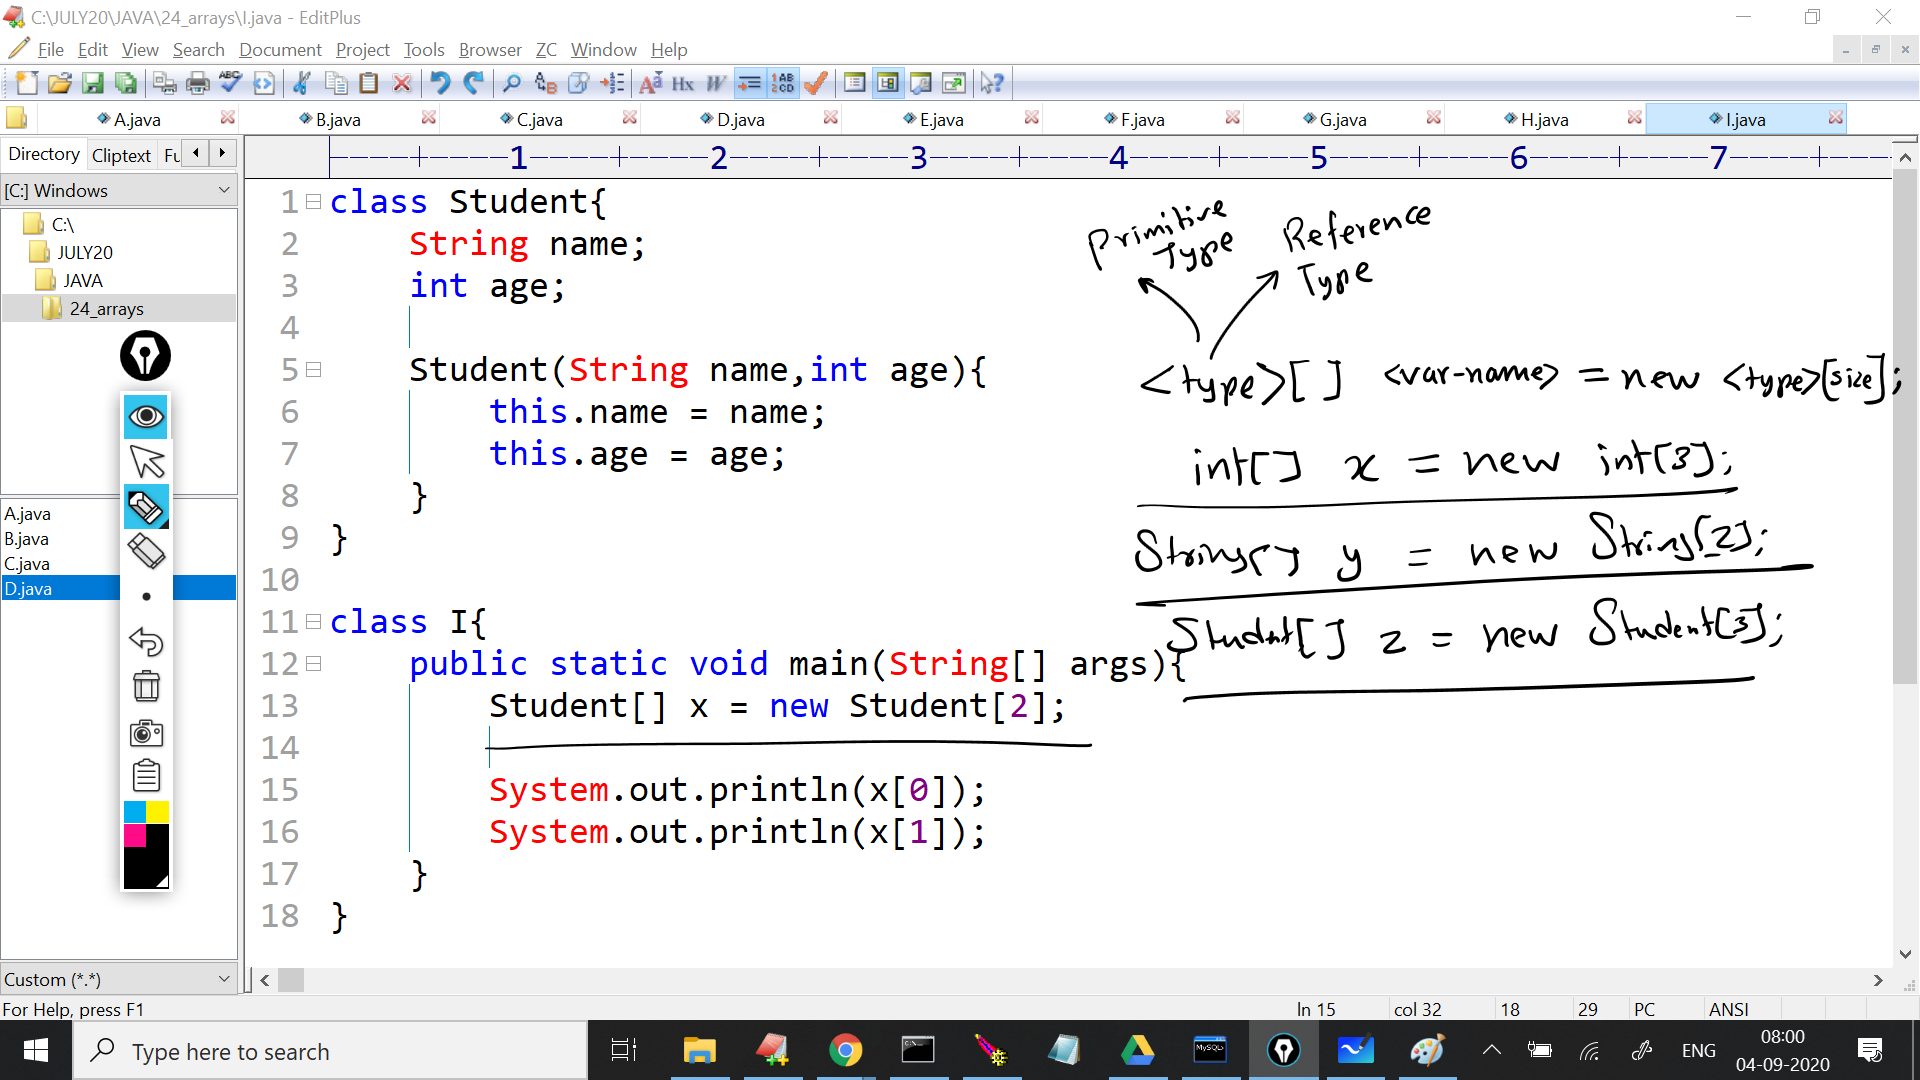 C:\JULY20\JAVA\24_arrays\I.java - EditPlus
File Edit View Search Document Project Tools Browser ZC Window Help
A.java B.java C.java D.java E.java F.java G.java H.java I.java
Directory Cliptext Fu
1 2 3 4 5 6 7
[C:] Windows
C:\
JULY20
JAVA
24_arrays
A.java
B.java
C.java
D.java
Custom (*.*)
1 class Student{
2 String name;
3 int age;
4
5 Student(String name,int age){
6 this.name = name;
7 this.age = age;
8 }
9 }
10
11 class I{
12 public static void main(String[] args){
13 Student[] x = new Student[2];
14
15 System.out.println(x[0]);
16 System.out.println(x[1]);
17 }
18 }
Primitive Type
Reference Type
<type>[ ] <var-name> = new <type>[size];
int[] x = new int[3];
String[] y = new String[2];
Student[] z = new Student[3];
For Help, press F1 ln 15 col 32 18 29 PC ANSI
Type here to search
MySQL
ENG
08:00
04-09-2020